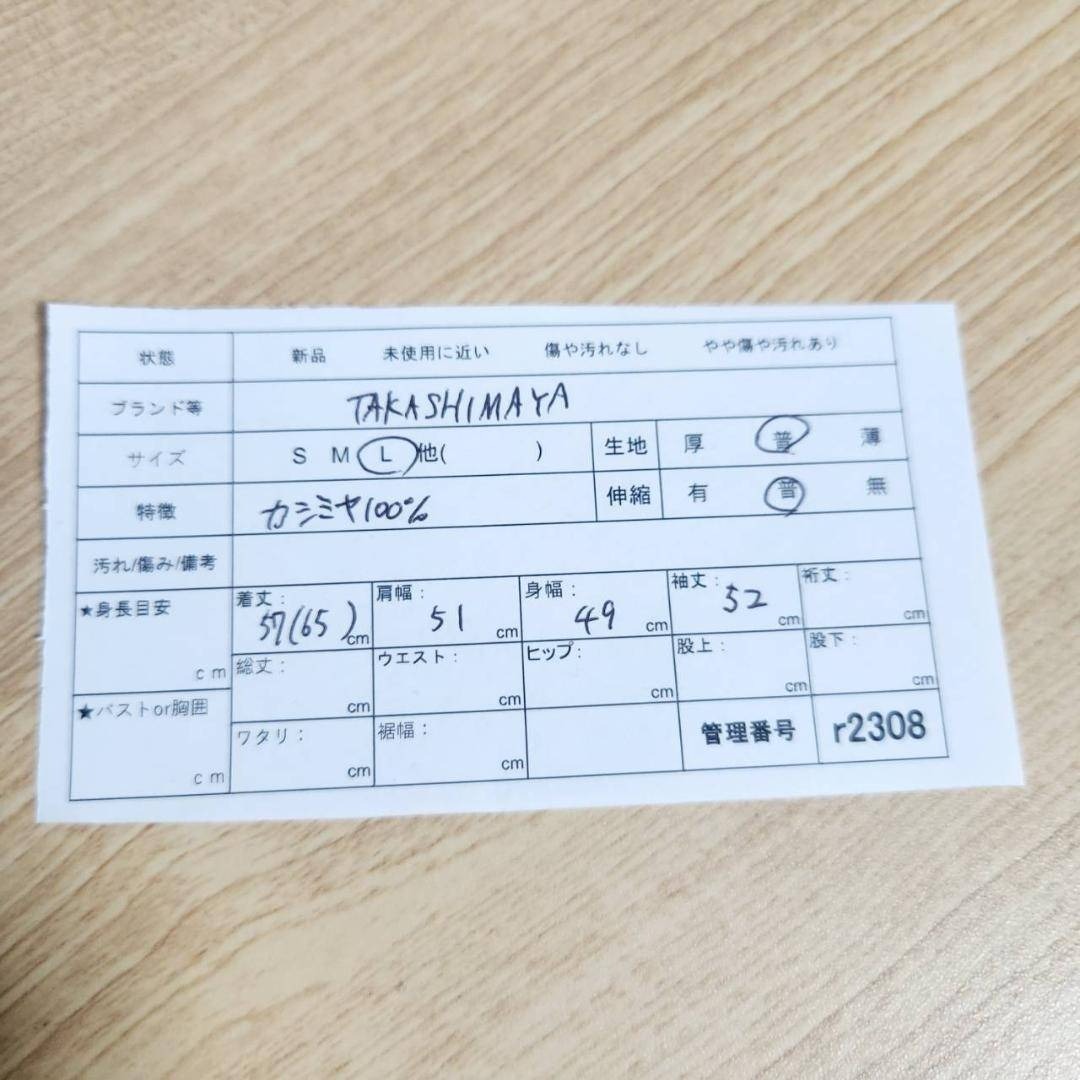 状態 新品 未使用に近い 傷や汚れなし やや傷や汚れあり
ブランド等 TAKASHIMAYA
サイズ S M L 他( ) 生地 厚 普 薄
特徴 カシミヤ100% 伸縮 有 普 無
汚れ/傷み/備考
★身長目安 cm 着丈: 57(65)cm 肩幅: 51 cm 身幅: 49 cm 袖丈: 52 cm 裄丈: cm
総丈: cm ウエスト: cm ヒップ: cm 股上: cm 股下: cm
★バストor胸囲 cm ワタリ: cm 裾幅: cm 管理番号 r2308